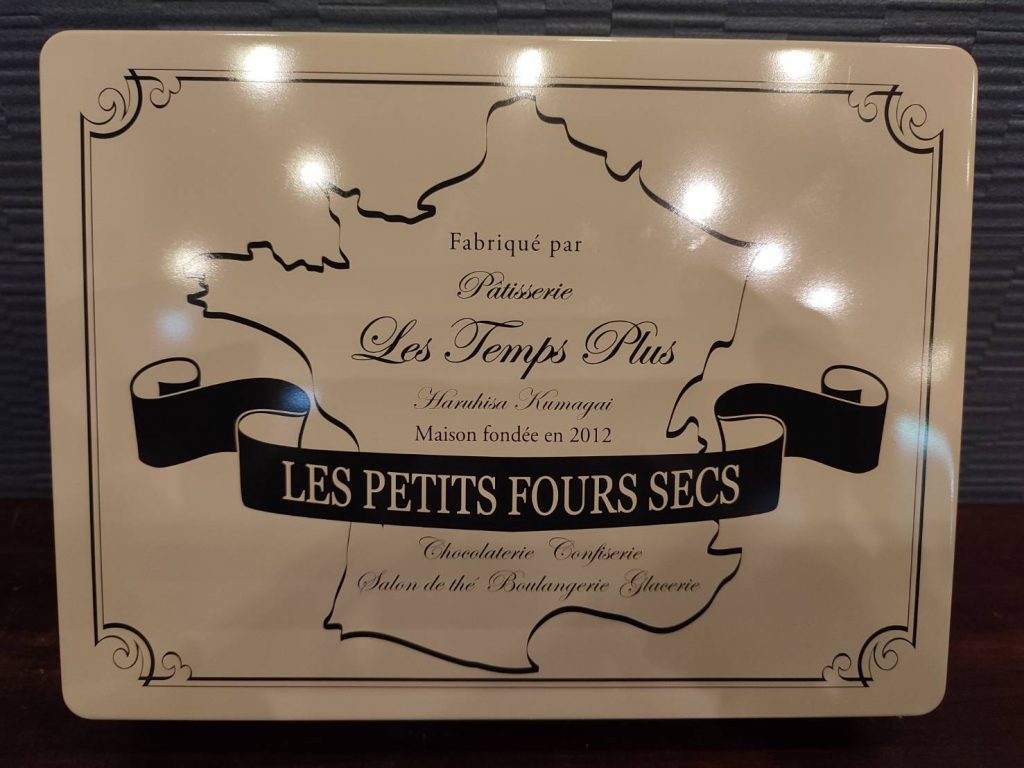 Fabriqué par
Pâtisserie
Les Temps Plus
Haruhisa Kumagai
Maison fondée en 2012
LES PETITS FOURS SECS
Chocolaterie Confiserie
Salon de thé Boulangerie Glacerie